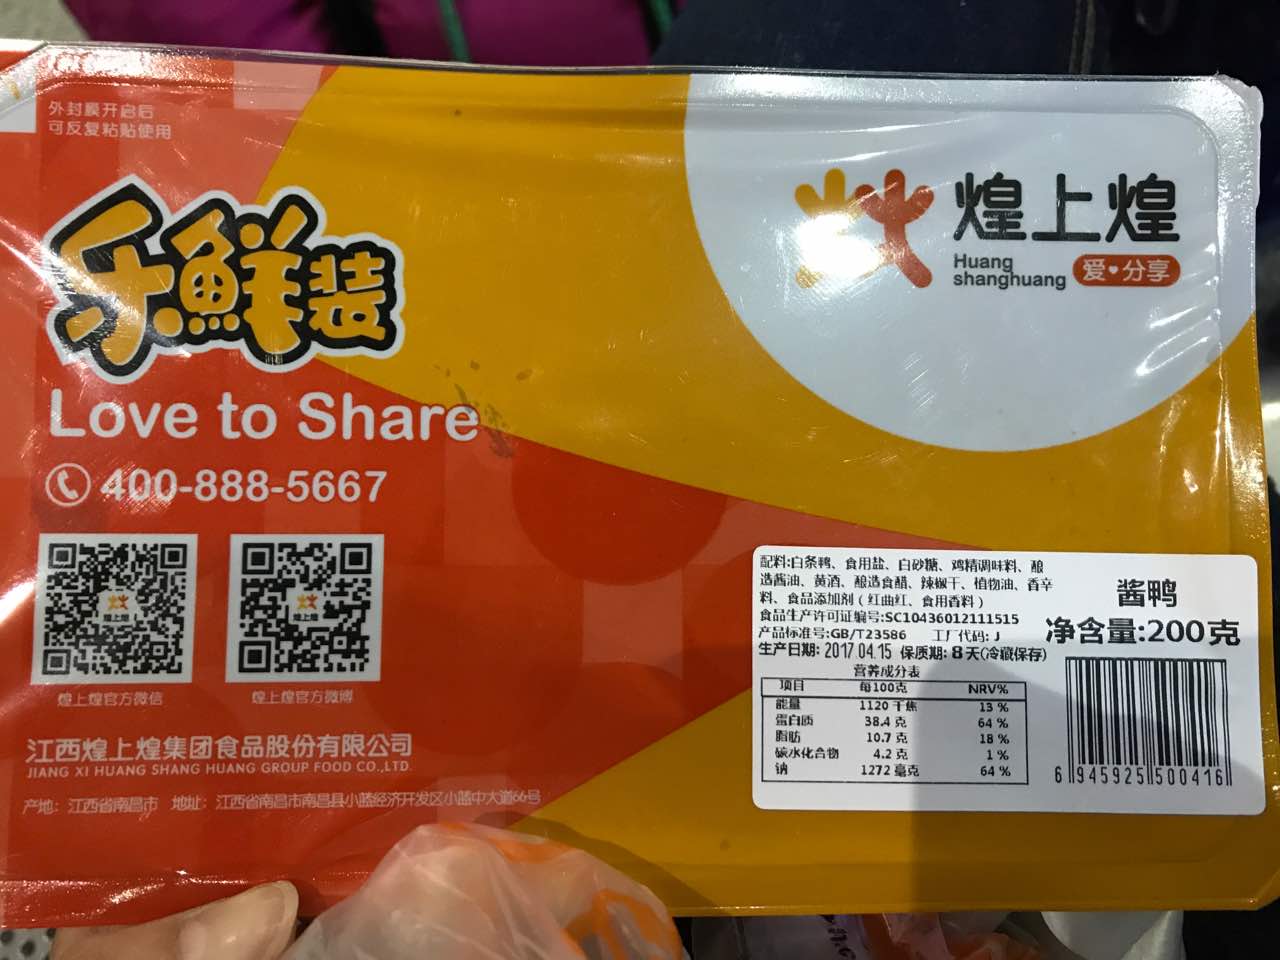 外封膜开启后
可反复粘贴使用
乐鲜装
Love to Share
400-888-5667
煌上煌
煌上煌
煌上煌官方微信
煌上煌官方微博
江西煌上煌集团食品股份有限公司
JIANG XI HUANG SHANG HUANG GROUP FOOD CO.,LTD.
产地：江西省南昌市 地址：江西省南昌市南昌县小蓝经济开发区小蓝中大道66号
煌上煌
Huang
shanghuang
爱♥分享
配料:白条鸭、食用盐、白砂糖、鸡精调味料、酿
造酱油、黄酒、酿造食醋、辣椒干、植物油、香辛
料、食品添加剂（红曲红、食用香料）
食品生产许可证编号:SC10436012111515
产品标准号:GB/T23586 工厂代码: J
生产日期: 2017.04.15 保质期: 8天(冷藏保存)
酱鸭
净含量:200克
营养成分表
项目 每100克 NRV%
能量 1120 千焦 13 %
蛋白质 38.4 克 64 %
脂肪 10.7 克 18 %
碳水化合物 4.2 克 1 %
钠 1272 毫克 64 %
6 945925 500416